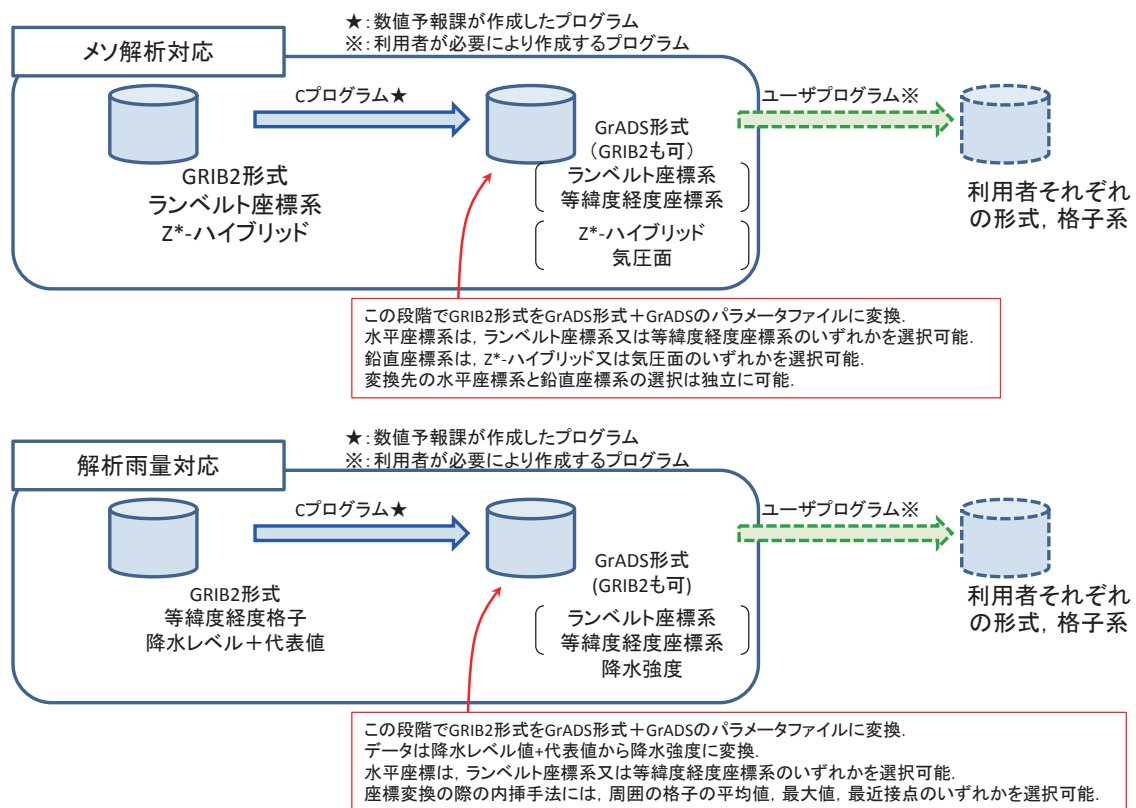 ★:数値予報課が作成したプログラム
※:利用者が必要により作成するプログラム
メソ解析対応
Cプログラム★
ユーザプログラム※
GRIB2形式
ランベルト座標系
Z*-ハイブリッド
GrADS形式
(GRIB2も可)
ランベルト座標系
等緯度経度座標系
Z*-ハイブリッド
気圧面
利用者それぞれ
の形式, 格子系
この段階でGRIB2形式をGrADS形式+GrADSのパラメータファイルに変換.
水平座標系は, ランベルト座標系又は等緯度経度座標系のいずれかを選択可能.
鉛直座標系は, Z*-ハイブリッド又は気圧面のいずれかを選択可能.
変換先の水平座標系と鉛直座標系の選択は独立に可能.
★:数値予報課が作成したプログラム
※:利用者が必要により作成するプログラム
解析雨量対応
Cプログラム★
ユーザプログラム※
GRIB2形式
等緯度経度格子
降水レベル+代表値
GrADS形式
(GRIB2も可)
ランベルト座標系
等緯度経度座標系
降水強度
利用者それぞれ
の形式, 格子系
この段階でGRIB2形式をGrADS形式+GrADSのパラメータファイルに変換.
データは降水レベル値+代表値から降水強度に変換.
水平座標は, ランベルト座標系又は等緯度経度座標系のいずれかを選択可能.
座標変換の際の内挿手法には, 周囲の格子の平均値, 最大値, 最近接点のいずれかを選択可能.